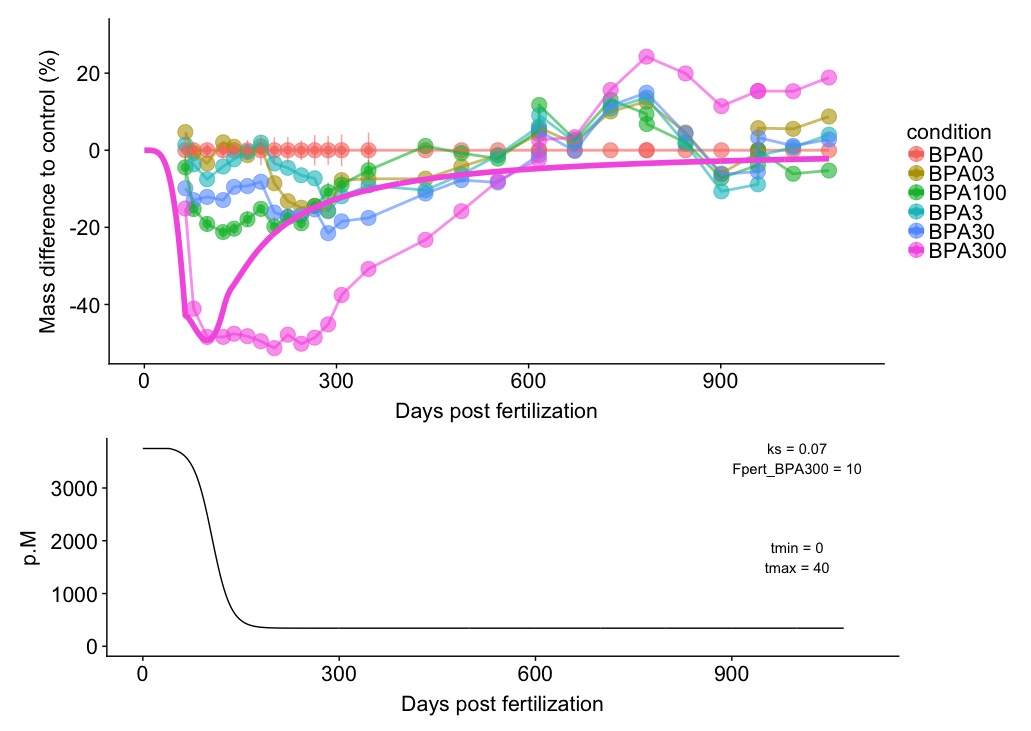 Mass difference to control (%)
20
0
-20
-40
0
300
600
900
Days post fertilization
condition
BPA0
BPA03
BPA100
BPA3
BPA30
BPA300
p.M
3000
2000
1000
0
ks = 0.07
Fpert_BPA300 = 10
tmin = 0
tmax = 40
0
300
600
900
Days post fertilization